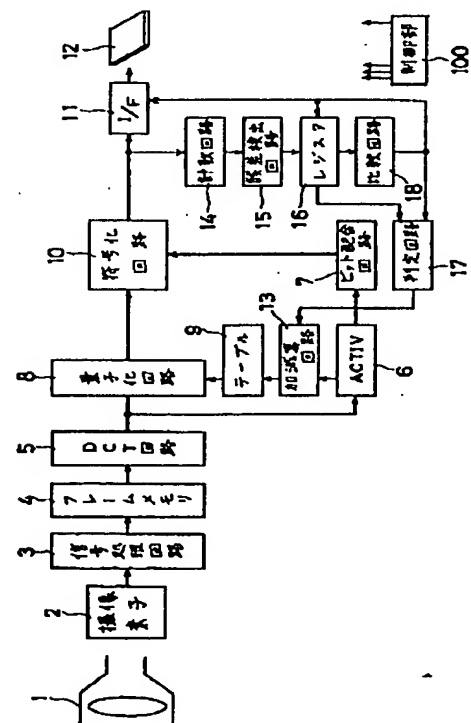 1
2
撮像
素子
3
信号処理回路
4
フレームメモリ
5
DCT回路
8
量子化回路
10
符号化
回路
11
I/F
12
14
計数回路
15
誤差検出
回路
16
レジスタ
18
比較回路
17
判定回路
7
ビット配分
回路
9
テーブル
13
加減算
回路
6
ACTIV
100
制御部